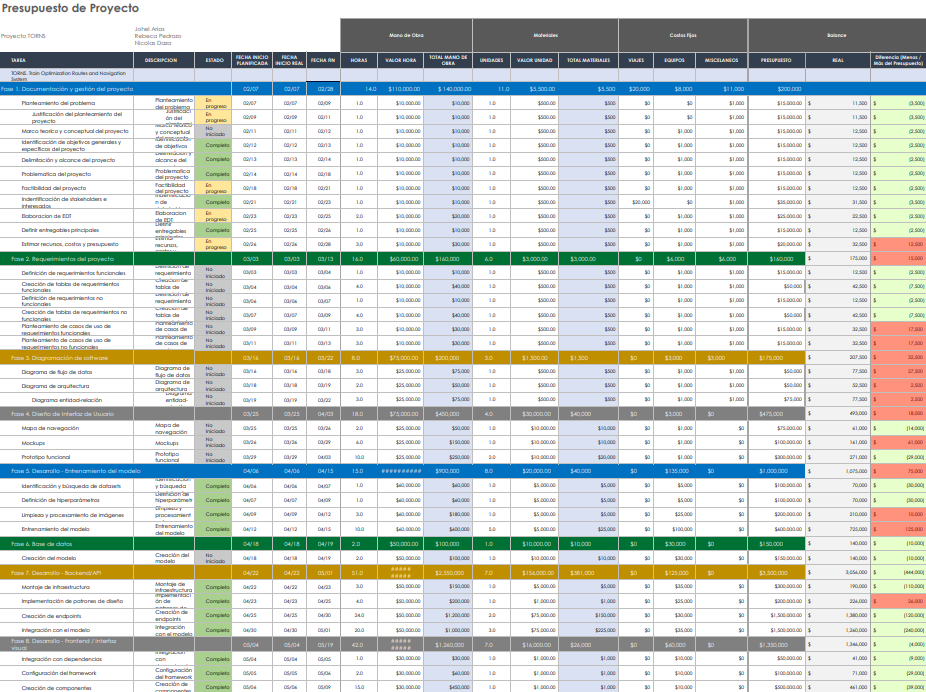 Presupuesto de Proyecto
Proyecto TORNS
Johel Arias
Rebeca Pedrozo
Nicolas Daza
Mano de Obra Materiales Costos Fijos Balance
TAREA DESCRIPCION ESTADO FECHA INICIO PLANIFICADA FECHA INICIO REAL FECHA FIN HORAS VALOR HORA TOTAL MANO DE OBRA UNIDADES VALOR UNIDAD TOTAL MATERIALES VIAJES EQUIPOS MISCELANEOS PRESUPUESTO REAL Diferencia (Menos / Más del Presupuesto)
TORNS. Train Optimization Routes and Navigation System
Fase 1. Documentación y gestión del proyecto 02/07 02/07 02/28 14.0 $110,000.00 $ 140,000.00 11.0 $5,500.00 $5,500 $20,000 $8,000 $11,000 $200,000
Planteamiento del problema Planteamiento del problema En progreso 02/07 02/07 02/09 1.0 $10,000.00 $10,000 1.0 $500.00 $500 $0 $0 $1,000 $15,000.00 11,500 $ (3,500)
Justificación del planteamiento del proyecto En progreso 02/09 02/09 02/11 1.0 $10,000.00 $10,000 1.0 $500.00 $500 $0 $0 $1,000 $15,000.00 11,500 $ (3,500)
Marco teorico y conceptual del proyecto No Iniciado 02/11 02/11 02/12 1.0 $10,000.00 $10,000 1.0 $500.00 $500 $0 $1,000 $1,000 $15,000.00 12,500 $ (2,500)
Identificación de objetivos generales y especificos del proyecto Completo 02/12 02/12 02/13 1.0 $10,000.00 $10,000 1.0 $500.00 $500 $0 $1,000 $1,000 $15,000.00 12,500 $ (2,500)
Delimitación y alcance del proyecto Completo 02/13 02/13 02/14 1.0 $10,000.00 $10,000 1.0 $500.00 $500 $0 $1,000 $1,000 $15,000.00 12,500 $ (2,500)
Problematica del proyecto Problematica del proyecto Completo 02/14 02/14 02/18 1.0 $10,000.00 $10,000 1.0 $500.00 $500 $0 $1,000 $1,000 $15,000.00 12,500 $ (2,500)
Factibilidad del proyecto Factibilidad del proyecto En progreso 02/18 02/18 02/21 1.0 $10,000.00 $10,000 1.0 $500.00 $500 $0 $1,000 $1,000 $15,000.00 12,500 $ (2,500)
Indentificación de stakeholders e interesados Completo 02/21 02/21 02/23 1.0 $10,000.00 $10,000 1.0 $500.00 $500 $20,000 $0 $1,000 $35,000.00 31,500 $ (3,500)
Elaboracion de EDT Elaboracion de EDT En progreso 02/23 02/23 02/25 2.0 $10,000.00 $20,000 1.0 $500.00 $500 $0 $1,000 $1,000 $25,000.00 22,500 $ (2,500)
Definir entregables principales Completo 02/25 02/25 02/26 1.0 $10,000.00 $10,000 1.0 $500.00 $500 $0 $1,000 $1,000 $15,000.00 12,500 $ (2,500)
Estimar recursos, costos y presupuesto En progreso 02/26 02/26 02/28 3.0 $10,000.00 $30,000 1.0 $500.00 $500 $0 $1,000 $1,000 $20,000.00 32,500 $ 12,500
Fase 2. Requerimientos del proyecto 03/03 03/03 03/13 16.0 $60,000.00 $160,000 6.0 $3,000.00 $3,000.00 $0 $6,000 $6,000 $160,000 175,000 $ 15,000
Definición de requerimientos funcionales No Iniciado 03/03 03/03 03/04 1.0 $10,000.00 $10,000 1.0 $500.00 $500 $0 $1,000 $1,000 $15,000.00 12,500 $ (2,500)
Creación de tablas de requerimientos funcionales No Iniciado 03/04 03/04 03/06 4.0 $10,000.00 $40,000 1.0 $500.00 $500 $0 $1,000 $1,000 $50,000 42,500 $ (7,500)
Definición de requerimientos no funcionales No Iniciado 03/06 03/06 03/07 1.0 $10,000.00 $10,000 1.0 $500.00 $500 $0 $1,000 $1,000 $15,000.00 12,500 $ (2,500)
Creación de tablas de requerimientos no funcionales No Iniciado 03/07 03/07 03/09 4.0 $10,000.00 $40,000 1.0 $500.00 $500 $0 $1,000 $1,000 $50,000 42,500 $ (7,500)
Planteamiento de casos de uso de requerimientos funcionales No Iniciado 03/09 03/09 03/11 3.0 $10,000.00 $30,000 1.0 $500.00 $500 $0 $1,000 $1,000 $15,000.00 32,500 $ 17,500
Planteamiento de casos de uso de requerimientos no funcionales No Iniciado 03/11 03/11 03/13 3.0 $10,000.00 $30,000 1.0 $500.00 $500 $0 $1,000 $1,000 $15,000.00 32,500 $ 17,500
Fase 3. Diagramación de software 03/16 03/16 03/22 8.0 $75,000.00 $200,000 3.0 $1,500.00 $1,500 $0 $3,000 $3,000 $175,000 207,500 $ 32,500
Diagrama de flujo de datos Diagrama de flujo de datos No Iniciado 03/16 03/16 03/18 3.0 $25,000.00 $75,000 1.0 $500.00 $500 $0 $1,000 $1,000 $50,000.00 77,500 $ 27,500
Diagrama de arquitectura Diagrama de arquitectura No Iniciado 03/18 03/18 03/19 2.0 $25,000.00 $50,000 1.0 $500.00 $500 $0 $1,000 $1,000 $50,000.00 52,500 $ 2,500
Diagrama entidad-relación No Iniciado 03/19 03/19 03/22 3.0 $25,000.00 $75,000 1.0 $500.00 $500 $0 $1,000 $1,000 $75,000.00 77,500 $ 2,500
Fase 4. Diseño de Interfaz de Usuario 03/25 03/25 04/03 18.0 $75,000.00 $450,000 4.0 $30,000.00 $40,000 $0 $3,000 $0 $475,000 493,000 $ 18,000
Mapa de navegación Mapa de navegación No Iniciado 03/25 03/25 03/26 2.0 $25,000.00 $50,000 1.0 $10,000.00 $10,000 $0 $1,000 $0 $75,000.00 61,000 $ (14,000)
Mockups Mockups No Iniciado 03/26 03/26 03/29 6.0 $25,000.00 $150,000 1.0 $10,000.00 $10,000 $0 $1,000 $0 $100,000.00 161,000 $ 61,000
Prototipo funcional Prototipo funcional No Iniciado 03/29 03/29 04/03 10.0 $25,000.00 $250,000 2.0 $10,000.00 $30,000 $0 $1,000 $0 $300,000.00 271,000 $ (29,000)
Fase 5. Desarrollo - Entrenamiento del modelo 04/06 04/06 04/15 15.0 ########## $900,000 8.0 $20,000.00 $40,000 $0 $135,000 $0 $1,000,000 1,075,000 $ 75,000
Identificación y búsqueda de datasets Completo 04/06 04/06 04/07 1.0 $60,000.00 $60,000 1.0 $5,000.00 $5,000 $0 $5,000 $0 $100,000.00 70,000 $ (30,000)
Definición de hiperparámetros Completo 04/07 04/07 04/09 1.0 $60,000.00 $60,000 1.0 $5,000.00 $5,000 $0 $5,000 $0 $100,000.00 70,000 $ (30,000)
Limpieza y procesamiento de imágenes Completo 04/09 04/09 04/12 3.0 $60,000.00 $180,000 1.0 $5,000.00 $5,000 $0 $25,000 $0 $200,000.00 210,000 $ 10,000
Entrenamiento del modelo Entrenamiento del modelo Completo 04/12 04/12 04/15 10.0 $60,000.00 $600,000 5.0 $5,000.00 $25,000 $0 $100,000 $0 $600,000.00 725,000 $ 125,000
Fase 6. Base de datos 04/18 04/18 04/19 2.0 $50,000.00 $100,000 1.0 $10,000.00 $10,000 $0 $30,000 $0 $150,000 140,000 $ (10,000)
Creación del modelo Creación del modelo No Iniciado 04/18 04/18 04/19 2.0 $50,000.00 $100,000 1.0 $10,000.00 $10,000 $0 $30,000 $0 $150,000.00 140,000 $ (10,000)
Fase 7. Desarrollo - Backend/API 04/22 04/22 05/01 51.0 ##### ##### $2,550,000 7.0 $156,000.00 $381,000 $0 $125,000 $0 $3,500,000 3,056,000 $ (444,000)
Montaje de infraestructura Montaje de infraestructura Completo 04/22 04/22 04/23 3.0 $50,000.00 $150,000 1.0 $5,000.00 $5,000 $0 $35,000 $0 $300,000.00 190,000 $ (110,000)
Implementación de patrones de diseño Completo 04/23 04/23 04/25 4.0 $50,000.00 $200,000 1.0 $1,000.00 $1,000 $0 $25,000 $0 $200,000.00 226,000 $ 26,000
Creación de endpoints Creación de endpoints Completo 04/25 04/25 04/30 24.0 $50,000.00 $1,200,000 2.0 $75,000.00 $150,000 $0 $30,000 $0 $1,500,000.00 1,380,000 $ (120,000)
Integración con el modelo Integración con el modelo Completo 04/30 04/30 05/01 20.0 $50,000.00 $1,000,000 3.0 $75,000.00 $225,000 $0 $35,000 $0 $1,500,000.00 1,260,000 $ (240,000)
Fase 8. Desarrollo - Frontend / Interfaz visual 05/04 05/04 05/19 42.0 ##### ##### $1,260,000 7.0 $16,000.00 $26,000 $0 $60,000 $0 $1,350,000 1,346,000 $ (4,000)
Integración con dependencias Completo 05/04 05/04 05/05 1.0 $30,000.00 $30,000 1.0 $1,000.00 $1,000 $0 $10,000 $0 $50,000.00 41,000 $ (9,000)
Configuración del framework Configuración del framework Completo 05/05 05/05 05/06 2.0 $30,000.00 $60,000 1.0 $1,000.00 $1,000 $0 $10,000 $0 $100,000.00 71,000 $ (29,000)
Creación de componentes Creación de componentes Completo 05/06 05/06 05/09 15.0 $30,000.00 $450,000 1.0 $1,000.00 $1,000 $0 $10,000 $0 $500,000.00 461,000 $ (39,000)